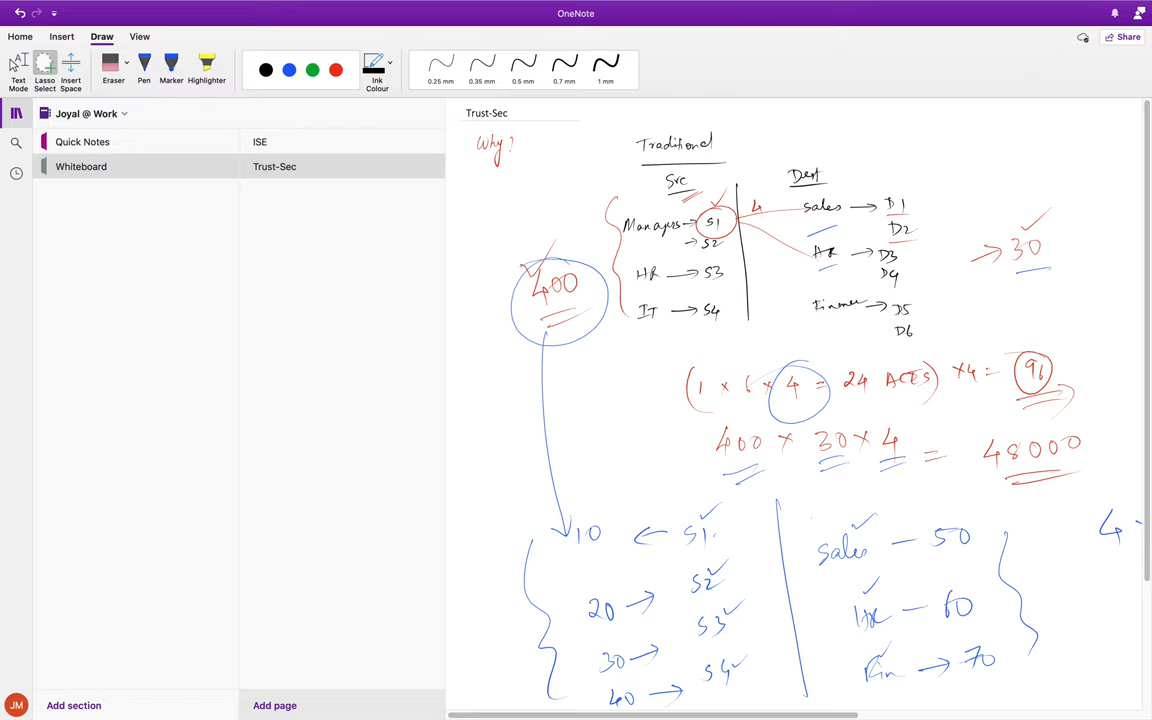 OneNote
Home Insert Draw View
Share
Text Mode
Lasso Select
Insert Space
Eraser
Pen
Marker
Highlighter
Ink Colour
0.25 mm
0.35 mm
0.5 mm
0.7 mm
1 mm
Joyal @ Work
Quick Notes
Whiteboard
ISE
Trust-Sec
Trust-Sec
Why?
Traditional
Src
Dest
Managers → S1
→ S2
HR → S3
IT → S4
4
Sales → D1
D2
HR → D3
D4
Finance → D5
D6
400
→ 30
(1 x 6 x 4 = 24 ACES) x4 = 96
400 x 30 x 4 = 48000
10 ← S1
20 → S2
30 → S3
40 → S4
Sales - 50
HR - 60
Fin → 70
4
JM
Add section
Add page